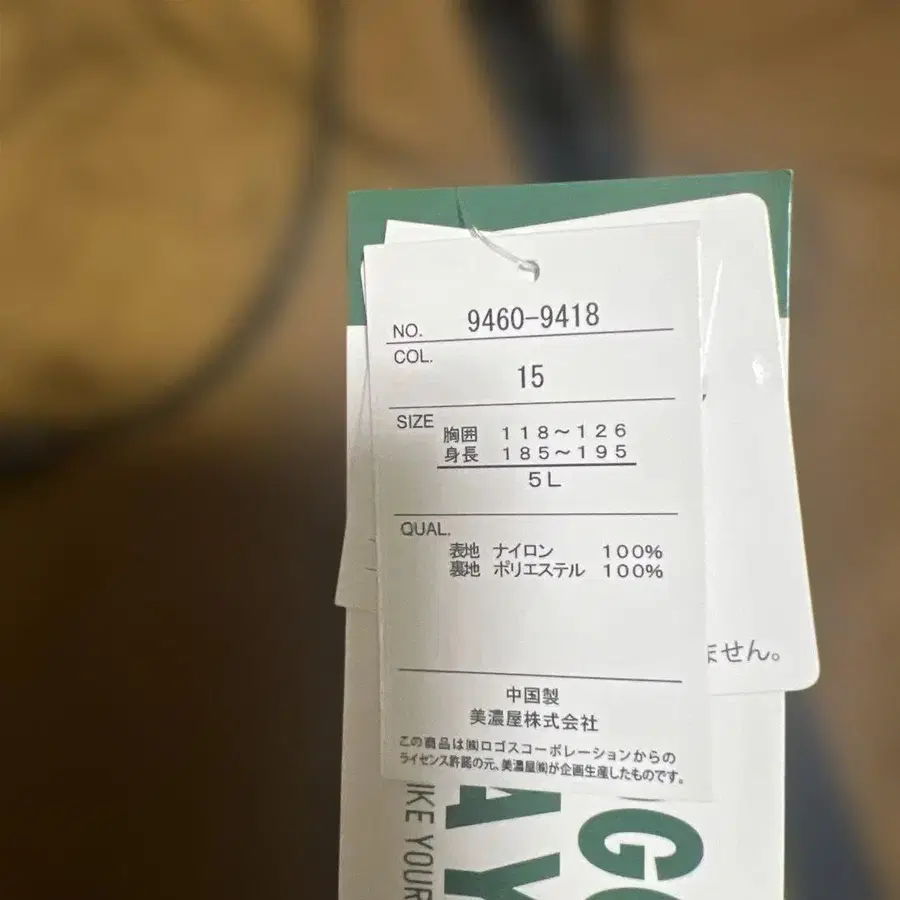 NO. 9460-9418
COL. 15
SIZE 胸囲 118～126
身長 185～195
5L
QUAL. 表地 ナイロン 100%
裏地 ポリエステル 100%
中国製
美濃屋株式会社
この商品は㈱ロゴスコーポレーションからの
ライセンス許諾の元、美濃屋㈱が企画生産したものです。
ません。
IKE YOUR